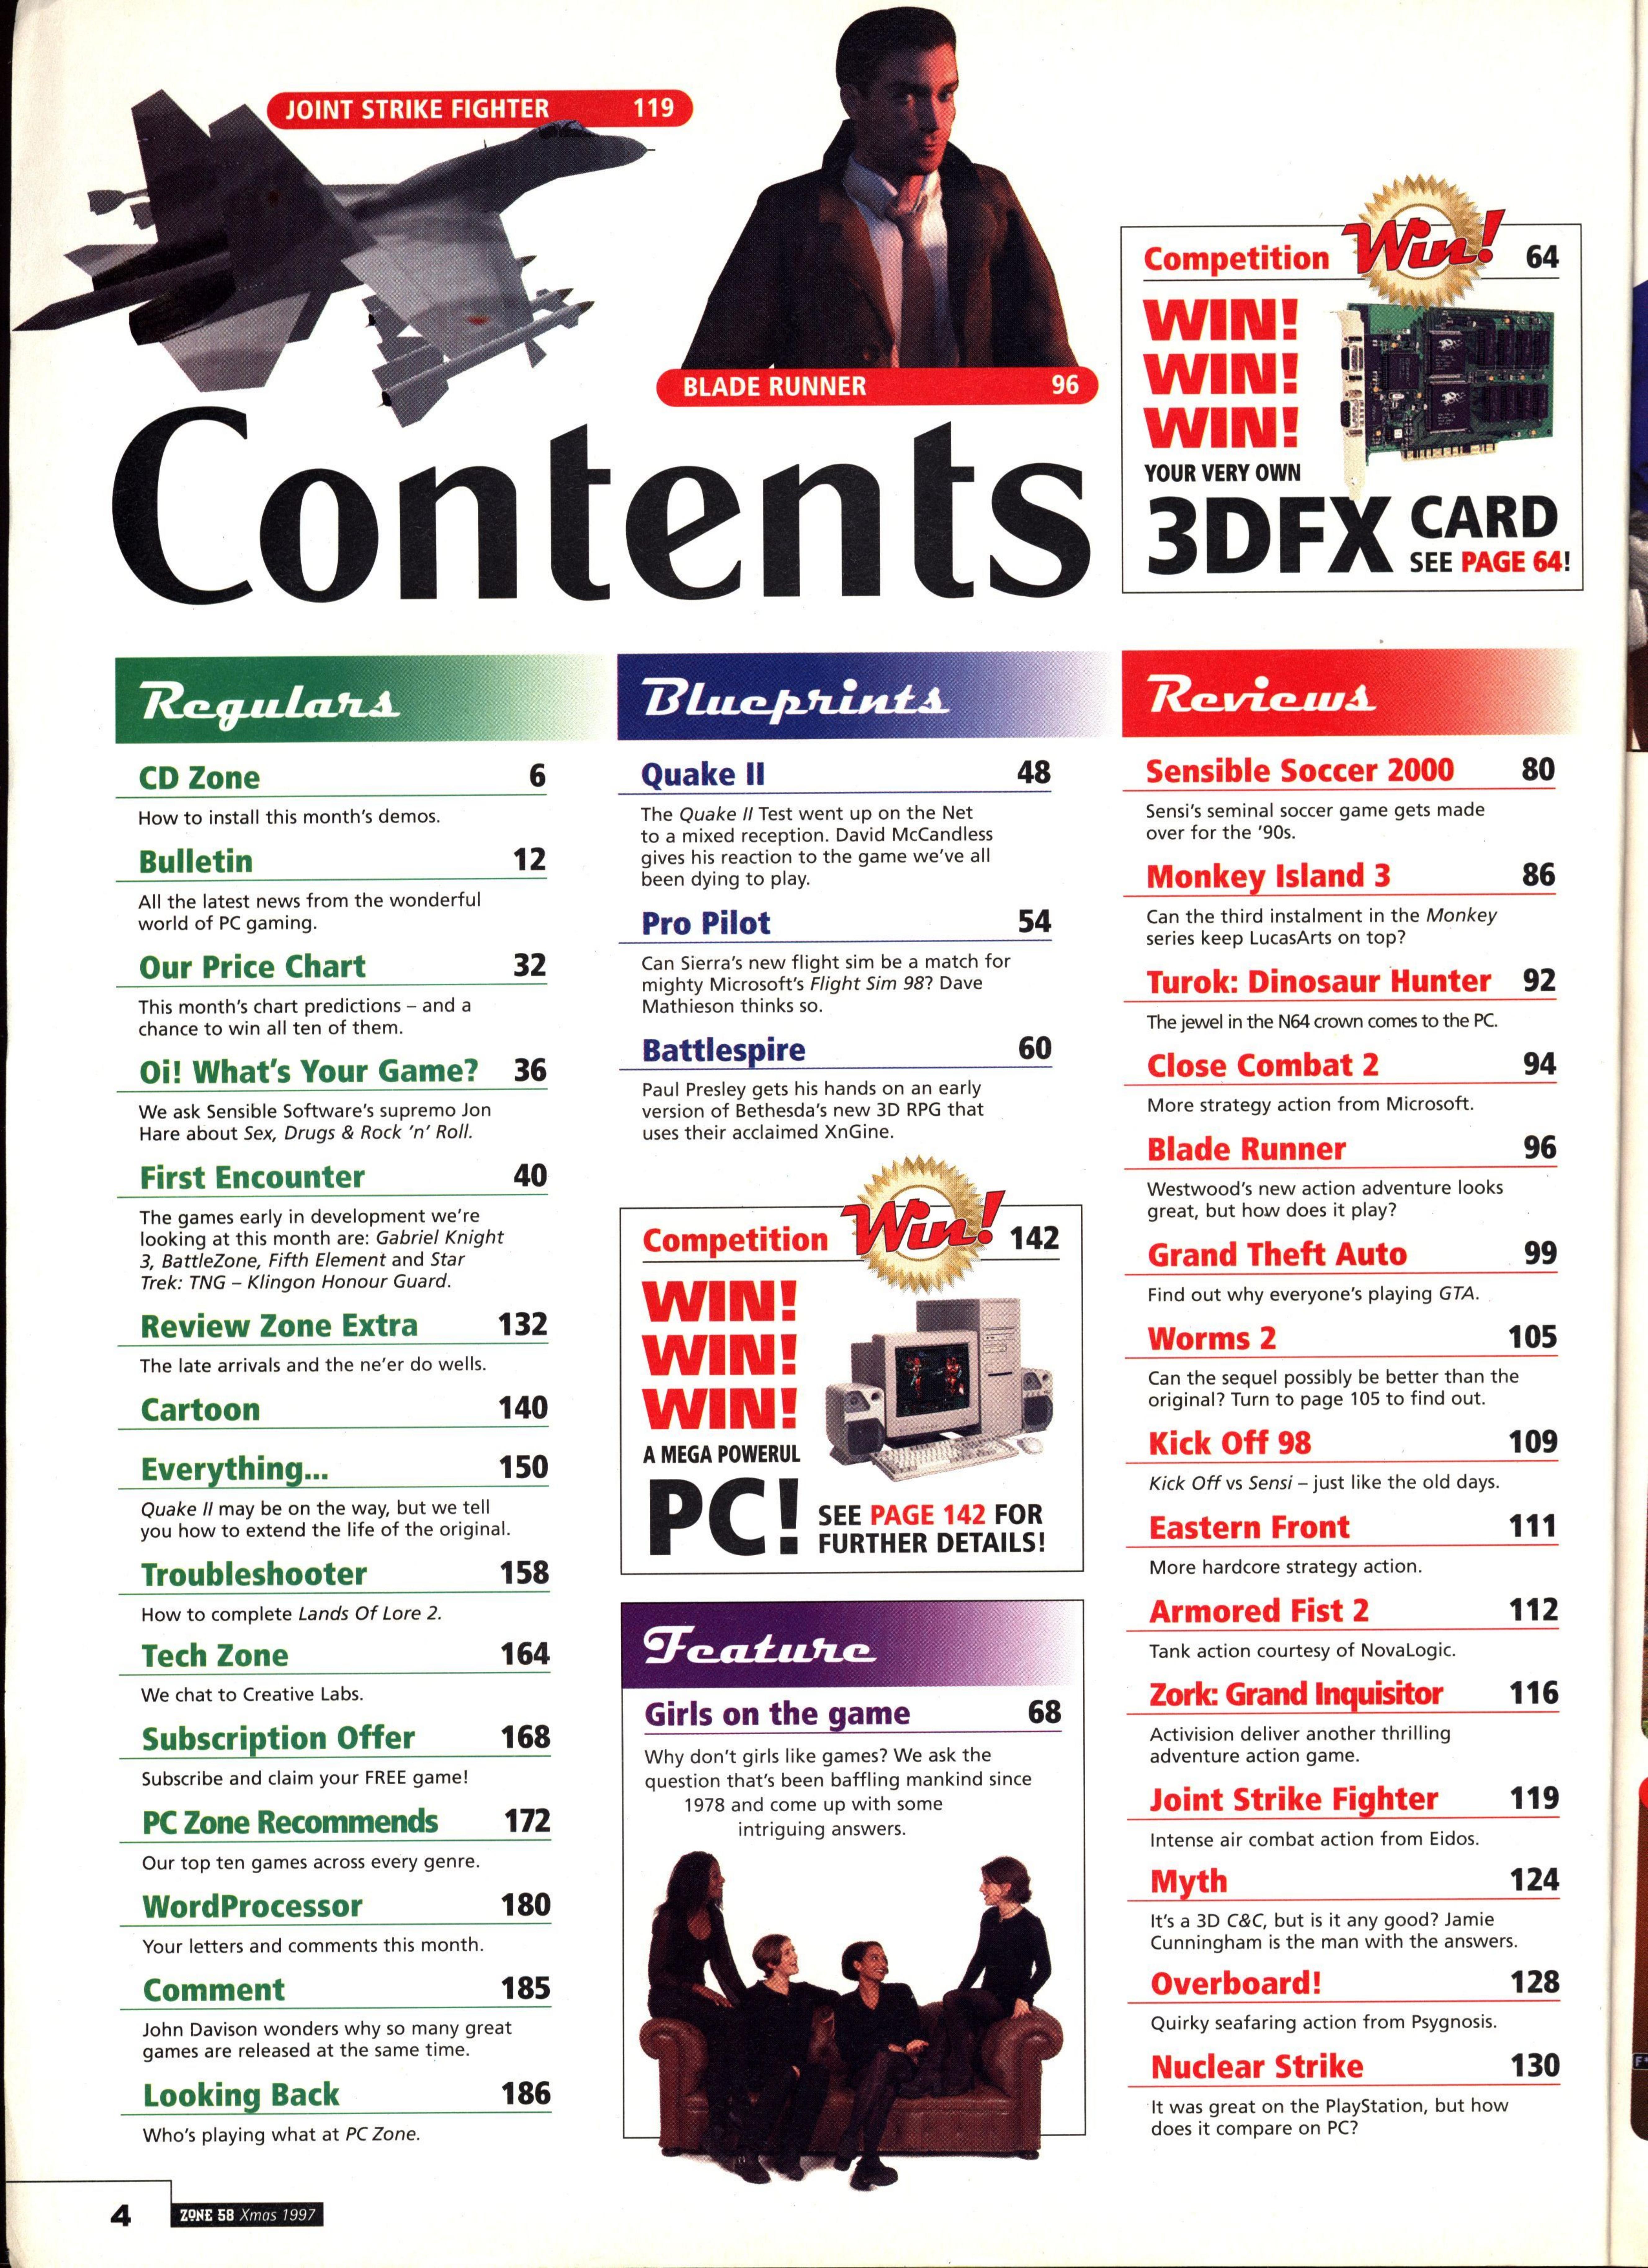 JOINT STRIKE FIGHTER 119
BLADE RUNNER 96
Contents
Competition Win! 64
WIN!
WIN!
WIN!
YOUR VERY OWN
3DFX CARD
SEE PAGE 64!
Regulars
CD Zone 6
How to install this month's demos.
Bulletin 12
All the latest news from the wonderful
world of PC gaming.
Our Price Chart 32
This month's chart predictions – and a
chance to win all ten of them.
Oi! What's Your Game? 36
We ask Sensible Software's supremo Jon
Hare about Sex, Drugs & Rock 'n' Roll.
First Encounter 40
The games early in development we're
looking at this month are: Gabriel Knight
3, BattleZone, Fifth Element and Star
Trek: TNG – Klingon Honour Guard.
Review Zone Extra 132
The late arrivals and the ne'er do wells.
Cartoon 140
Everything... 150
Quake II may be on the way, but we tell
you how to extend the life of the original.
Troubleshooter 158
How to complete Lands Of Lore 2.
Tech Zone 164
We chat to Creative Labs.
Subscription Offer 168
Subscribe and claim your FREE game!
PC Zone Recommends 172
Our top ten games across every genre.
WordProcessor 180
Your letters and comments this month.
Comment 185
John Davison wonders why so many great
games are released at the same time.
Looking Back 186
Who's playing what at PC Zone.
Blueprints
Quake II 48
The Quake II Test went up on the Net
to a mixed reception. David McCandless
gives his reaction to the game we've all
been dying to play.
Pro Pilot 54
Can Sierra's new flight sim be a match for
mighty Microsoft's Flight Sim 98? Dave
Mathieson thinks so.
Battlespire 60
Paul Presley gets his hands on an early
version of Bethesda's new 3D RPG that
uses their acclaimed XnGine.
Competition Win! 142
WIN!
WIN!
WIN!
A MEGA POWERUL
PC! SEE PAGE 142 FOR
FURTHER DETAILS!
Feature
Girls on the game 68
Why don't girls like games? We ask the
question that's been baffling mankind since
1978 and come up with some
intriguing answers.
Reviews
Sensible Soccer 2000 80
Sensi's seminal soccer game gets made
over for the '90s.
Monkey Island 3 86
Can the third instalment in the Monkey
series keep LucasArts on top?
Turok: Dinosaur Hunter 92
The jewel in the N64 crown comes to the PC.
Close Combat 2 94
More strategy action from Microsoft.
Blade Runner 96
Westwood's new action adventure looks
great, but how does it play?
Grand Theft Auto 99
Find out why everyone's playing GTA.
Worms 2 105
Can the sequel possibly be better than the
original? Turn to page 105 to find out.
Kick Off 98 109
Kick Off vs Sensi – just like the old days.
Eastern Front 111
More hardcore strategy action.
Armored Fist 2 112
Tank action courtesy of NovaLogic.
Zork: Grand Inquisitor 116
Activision deliver another thrilling
adventure action game.
Joint Strike Fighter 119
Intense air combat action from Eidos.
Myth 124
It's a 3D C&C, but is it any good? Jamie
Cunningham is the man with the answers.
Overboard! 128
Quirky seafaring action from Psygnosis.
Nuclear Strike 130
It was great on the PlayStation, but how
does it compare on PC?
4 ZONE 58 Xmas 1997